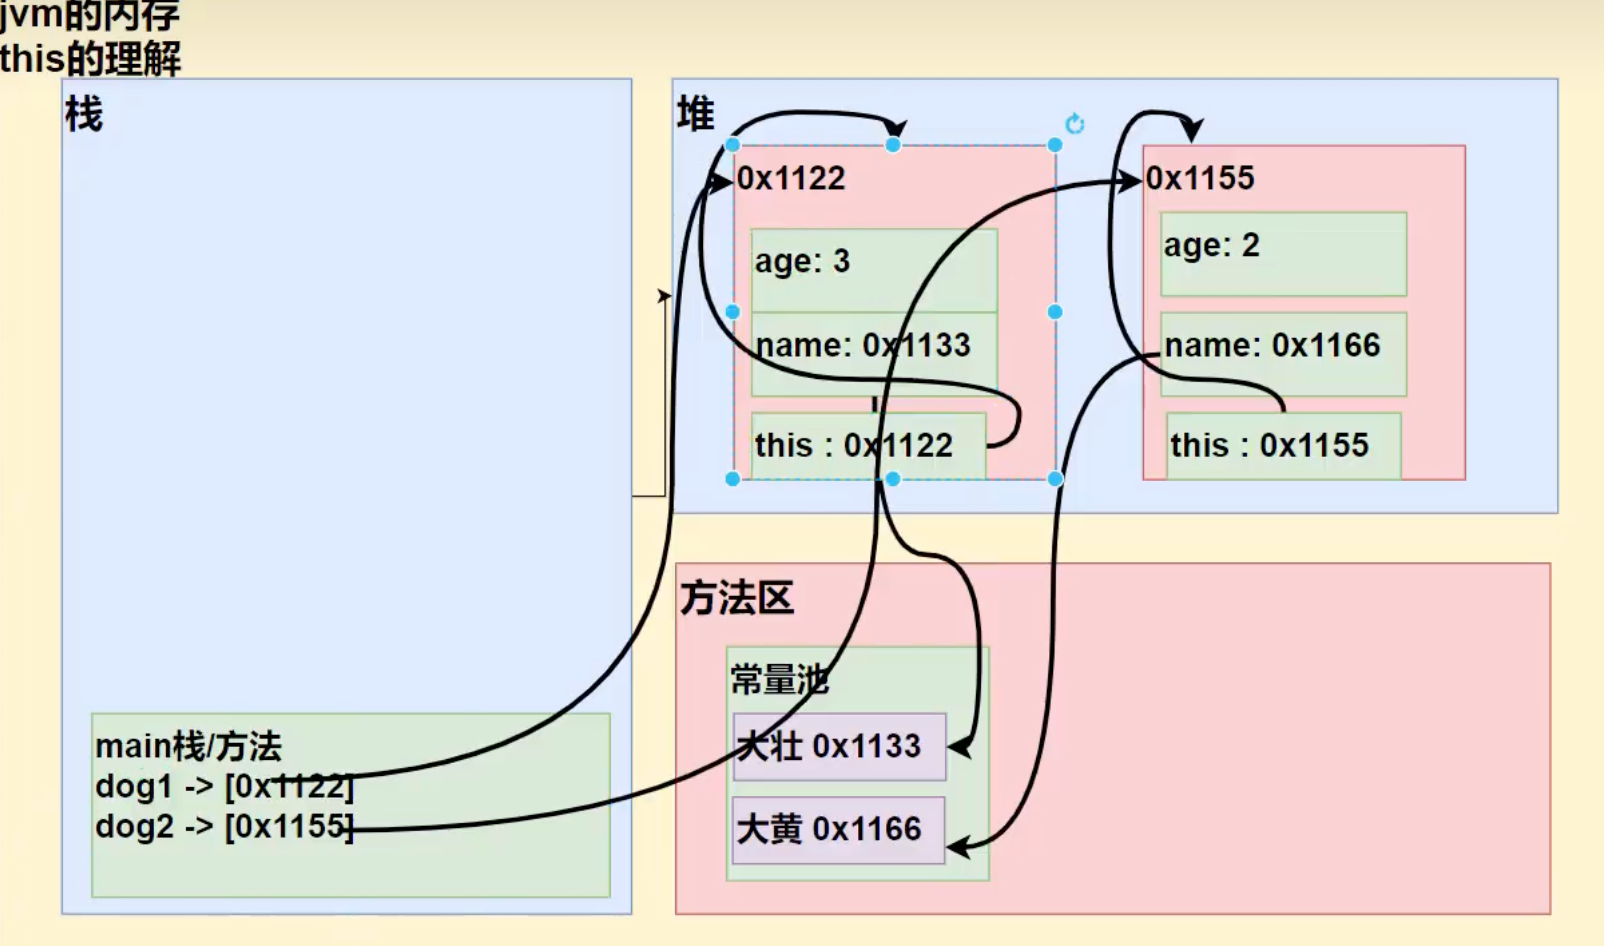 jvm的内存
this的理解
栈
main栈/方法
dog1 -> [0x1122]
dog2 -> [0x1155]
堆
0x1122
age: 3
name: 0x1133
this : 0x1122
0x1155
age: 2
name: 0x1166
this : 0x1155
方法区
常量池
大壮 0x1133
大黄 0x1166